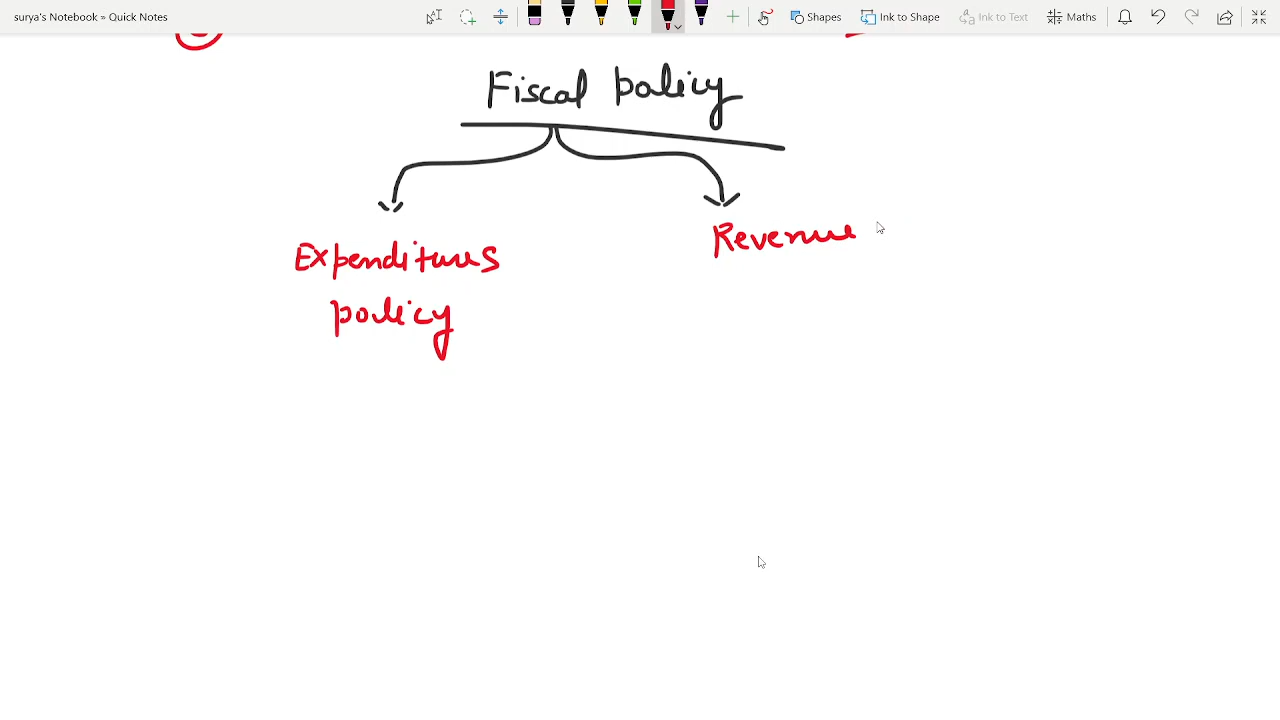 surya's Notebook » Quick Notes
Shapes
Ink to Shape
Ink to Text
Maths
Fiscal policy
Expenditures
policy
Revenue